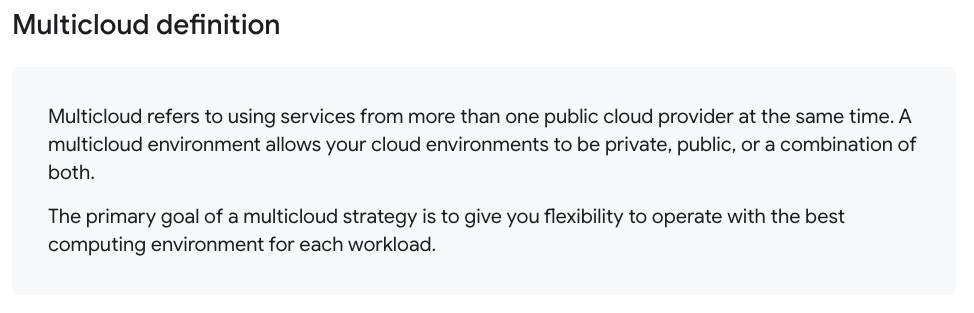 Multicloud definition
Multicloud refers to using services from more than one public cloud provider at the same time. A
multicloud environment allows your cloud environments to be private, public, or a combination of
both.
The primary goal of a multicloud strategy is to give you flexibility to operate with the best
computing environment for each workload.